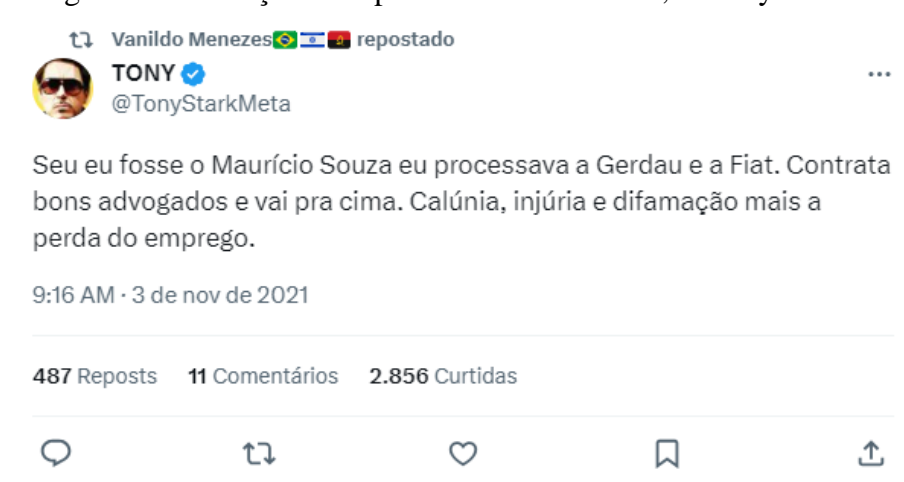 Vanildo Menezes🇧🇷🇮🇱🇦🇴 repostado
TONY
@TonyStarkMeta
Seu eu fosse o Maurício Souza eu processava a Gerdau e a Fiat. Contrata
bons advogados e vai pra cima. Calúnia, injúria e difamação mais a
perda do emprego.
9:16 AM · 3 de nov de 2021
487 Reposts 11 Comentários 2.856 Curtidas